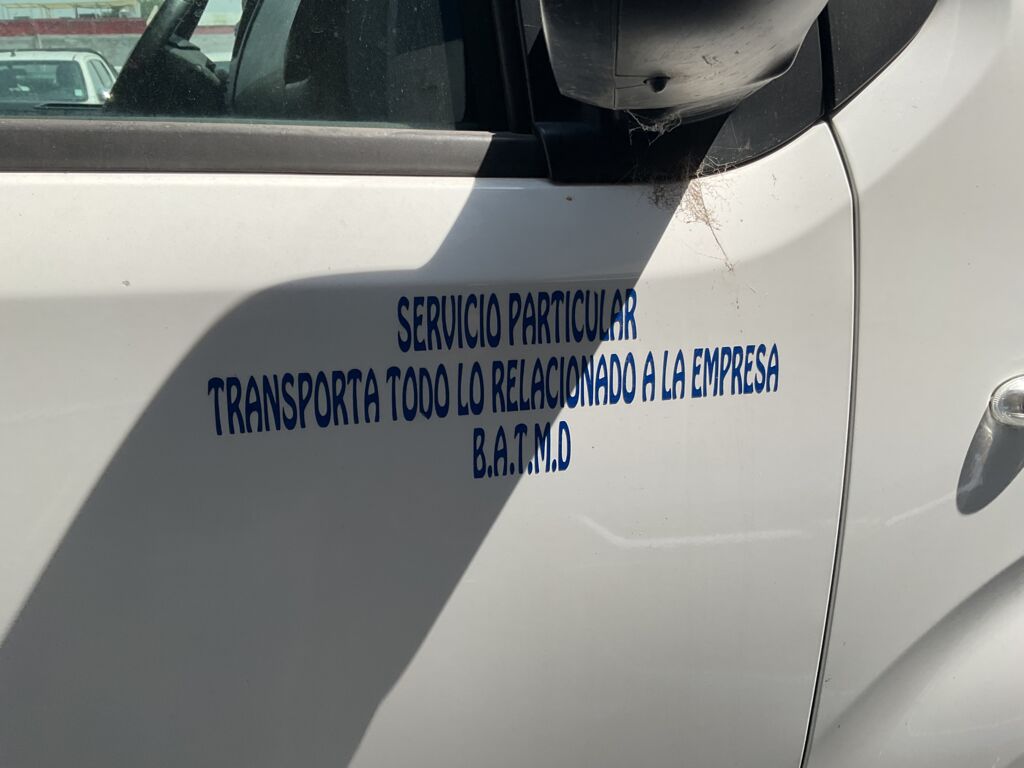 SERVICIO PARTICULAR
TRANSPORTA TODO LO RELACIONADO A LA EMPRESA
B.A.T.M.D